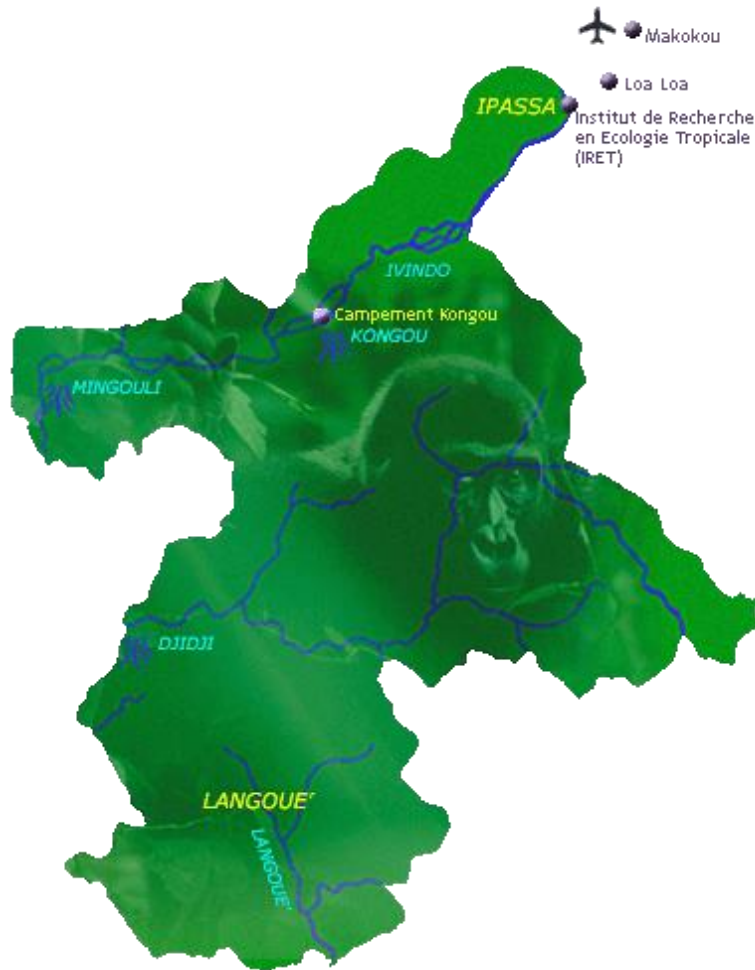 Makokou
Loa Loa
IPASSA
Institut de Recherche
en Ecologie Tropicale
(IRET)
IVINDO
Campement Kongou
KONGOU
MINGOULI
DJIDJI
LANGOUE'
LANGOUE'